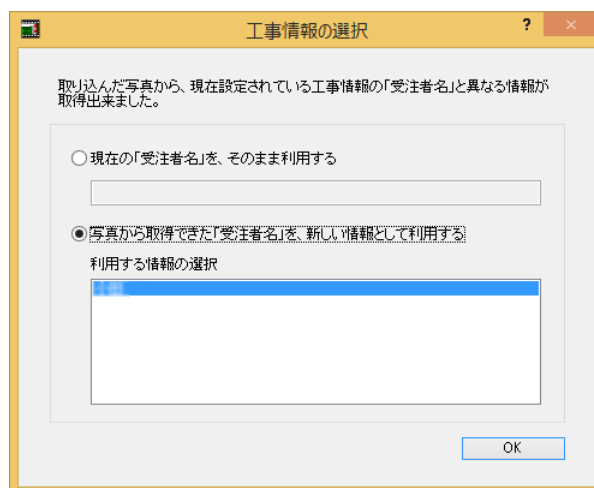 工事情報の選択
?
×
取り込んだ写真から、現在設定されている工事情報の「受注者名」と異なる情報が
取得出来ました。
現在の「受注者名」を、そのまま利用する
写真から取得できた「受注者名」を、新しい情報として利用する
利用する情報の選択
OK